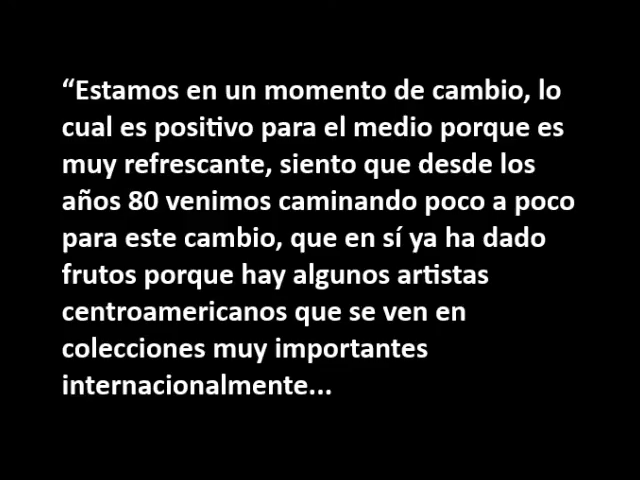 “Estamos en un momento de cambio, lo
cual es positivo para el medio porque es
muy refrescante, siento que desde los
años 80 venimos caminando poco a poco
para este cambio, que en sí ya ha dado
frutos porque hay algunos artistas
centroamericanos que se ven en
colecciones muy importantes
internacionalmente...